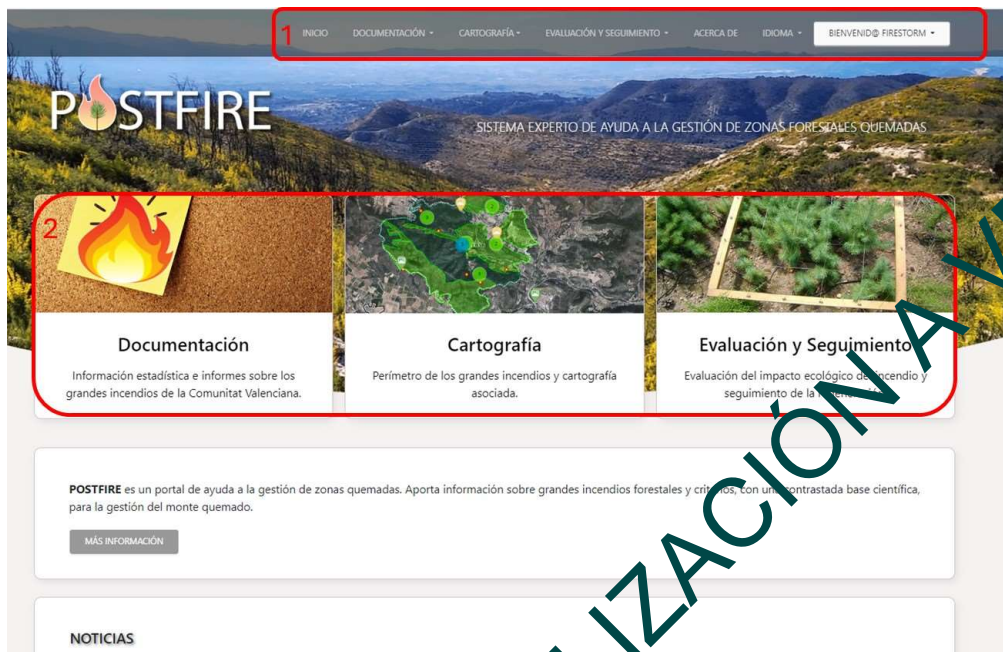 1
INICIO DOCUMENTACIÓN CARTOGRAFÍA EVALUACIÓN Y SEGUIMIENTO ACERCA DE IDIOMA BIENVENID@ FIRESTORM
POSTFIRE
SISTEMA EXPERTO DE AYUDA A LA GESTIÓN DE ZONAS FORESTALES QUEMADAS
2
Documentación
Información estadística e informes sobre los
grandes incendios de la Comunitat Valenciana.
Cartografía
Perímetro de los grandes incendios y cartografía
asociada.
Evaluación y Seguimiento
Evaluación del impacto ecológico de incendio y
seguimiento de la
POSTFIRE es un portal de ayuda a la gestión de zonas quemadas. Aporta información sobre grandes incendios forestales y criterios, con una contrastada base científica,
para la gestión del monte quemado.
MÁS INFORMACIÓN
NOTICIAS
LIZACIÓN A V